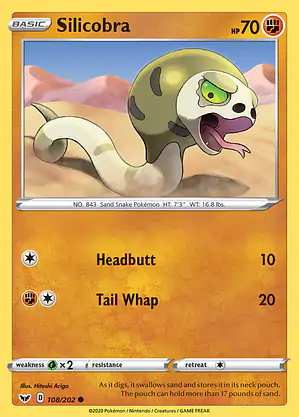 BASIC Silicobra HP 70
NO. 843 Sand Snake Pokémon HT: 7'3" WT: 16.8 lbs.
Headbutt 10
Tail Whap 20
weakness ×2 resistance retreat
Illus. Hitoshi Ariga
D 108/202 ●
As it digs, it swallows sand and stores it in its neck pouch.
The pouch can hold more than 17 pounds of sand.
©2020 Pokémon / Nintendo / Creatures / GAME FREAK